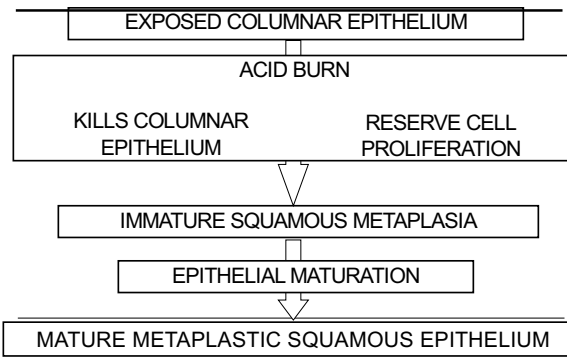 EXPOSED COLUMNAR EPITHELIUM
ACID BURN
KILLS COLUMNAR
EPITHELIUM
RESERVE CELL
PROLIFERATION
IMMATURE SQUAMOUS METAPLASIA
EPITHELIAL MATURATION
MATURE METAPLASTIC SQUAMOUS EPITHELIUM